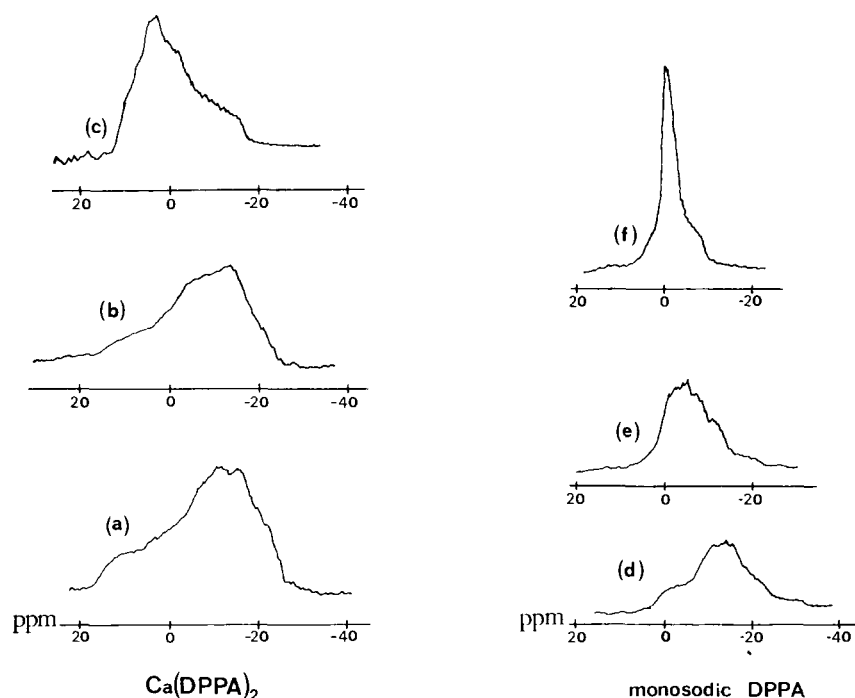 (c)
20 0 -20 -40
(b)
20 0 -20 -40
(a)
ppm 20 0 -20 -40
Ca(DPPA)₂
(f)
20 0 -20
(e)
20 0 -20
(d)
ppm 20 0 -20 -40
monosodic DPPA